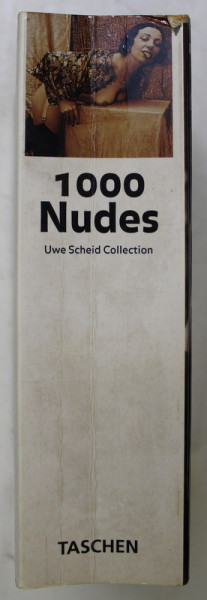 1000
Nudes
Uwe Scheid Collection
TASCHEN